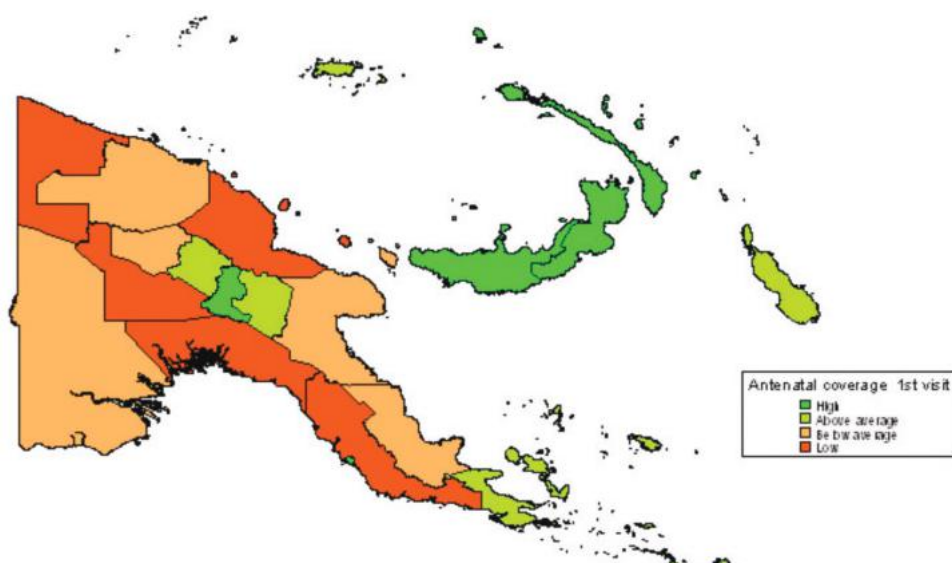 Antenatal coverage 1st visit
High
Above average
Below average
Low